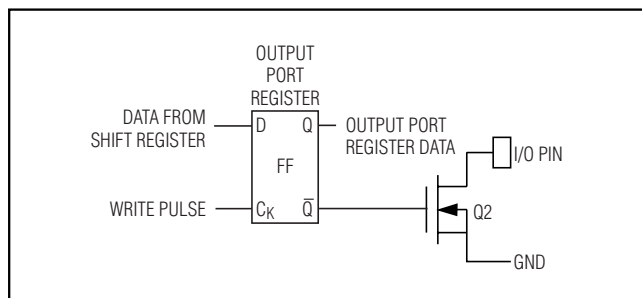 OUTPUT
PORT
REGISTER
DATA FROM
SHIFT REGISTER
D
Q
OUTPUT PORT
REGISTER DATA
I/O PIN
FF
WRITE PULSE
CK
Q̅
Q2
GND